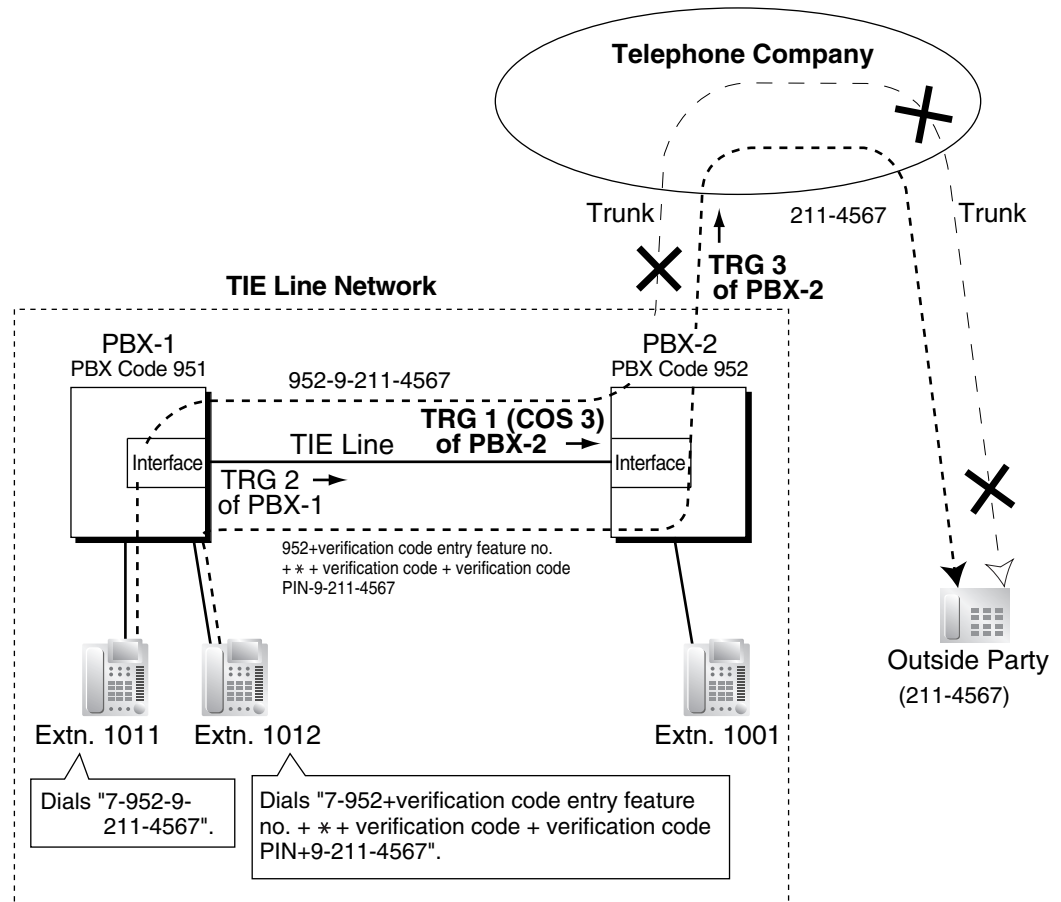 Telephone Company
Trunk
211-4567
Trunk
TRG 3
of PBX-2
TIE Line Network
PBX-1
PBX Code 951
PBX-2
PBX Code 952
952-9-211-4567
TRG 1 (COS 3)
of PBX-2
Interface
TIE Line
Interface
TRG 2
of PBX-1
952+verification code entry feature no.
+ * + verification code + verification code
PIN-9-211-4567
Outside Party
(211-4567)
Extn. 1011
Extn. 1012
Extn. 1001
Dials "7-952-9-
211-4567".
Dials "7-952+verification code entry feature
no. + * + verification code + verification code
PIN+9-211-4567".